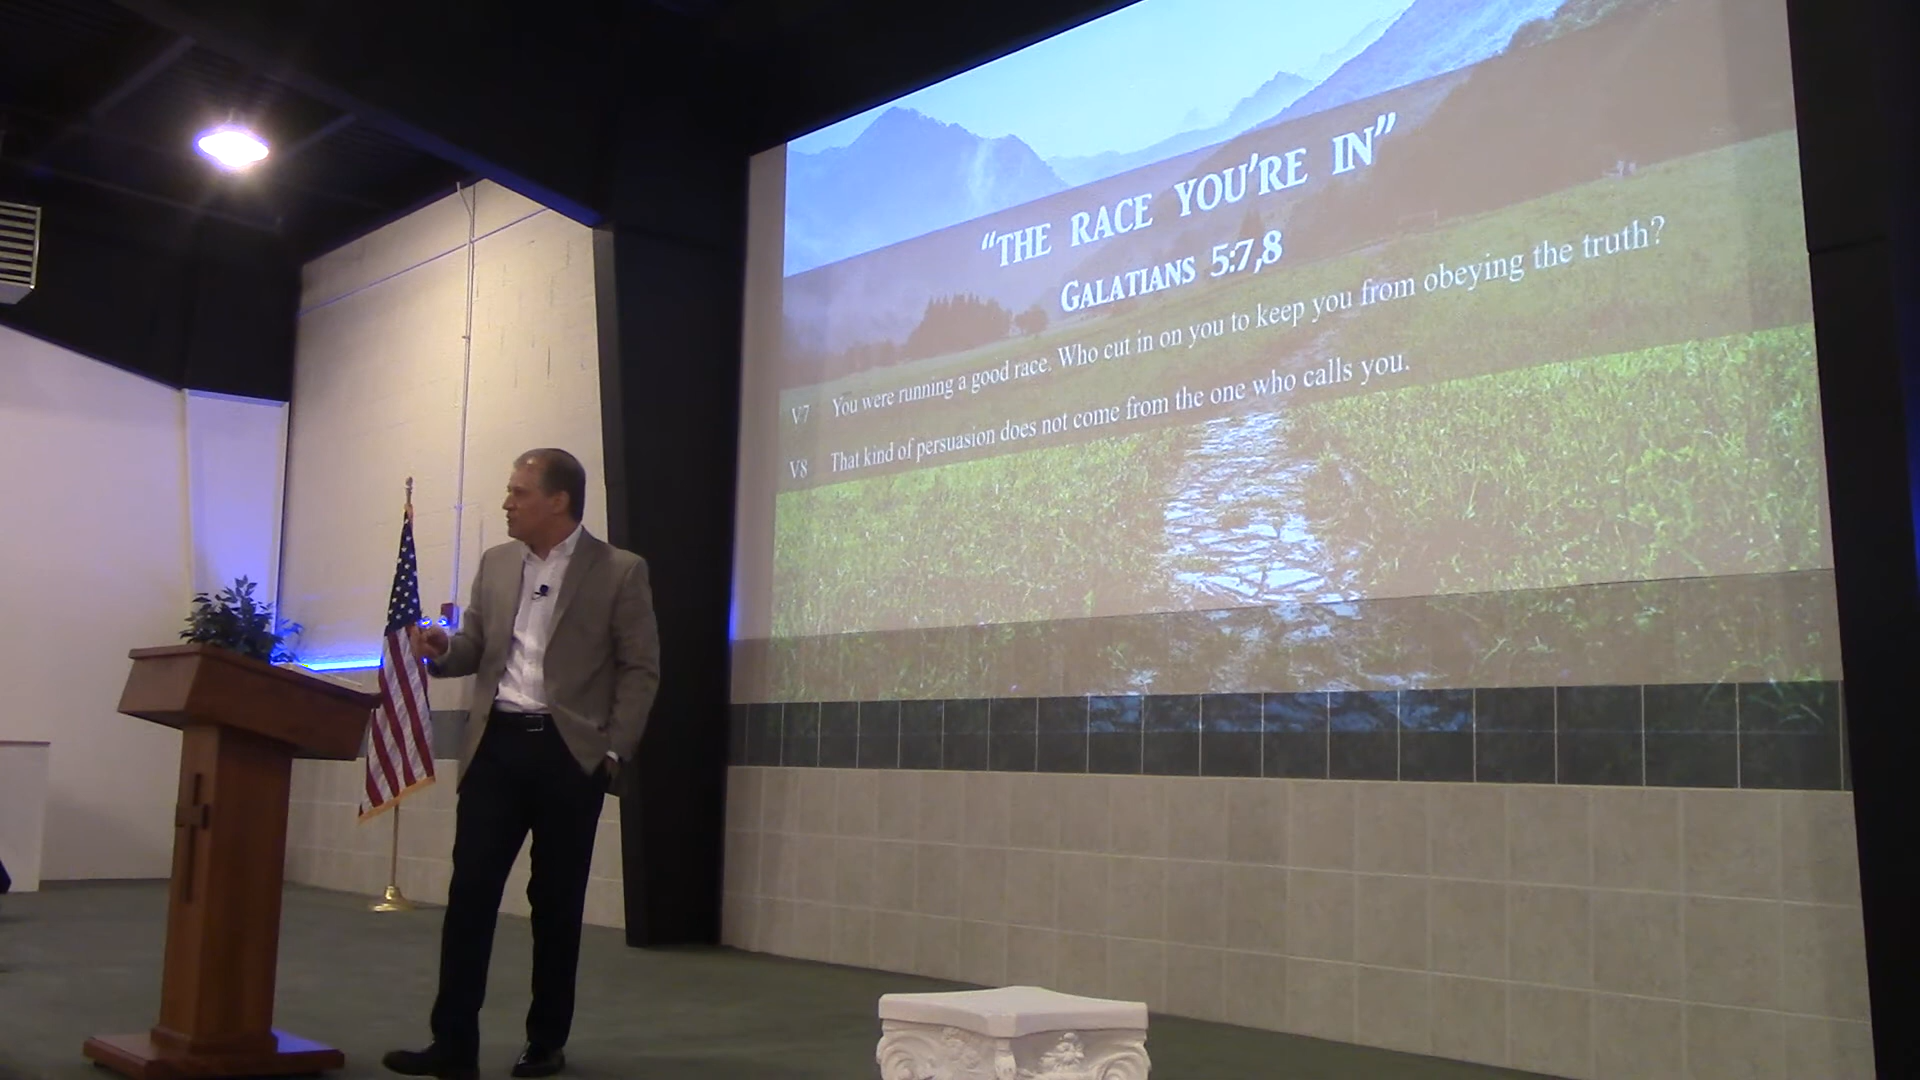 “THE RACE YOU’RE IN”
GALATIANS 5:7,8
V7 You were running a good race. Who cut in on you to keep you from obeying the truth?
V8 That kind of persuasion does not come from the one who calls you.